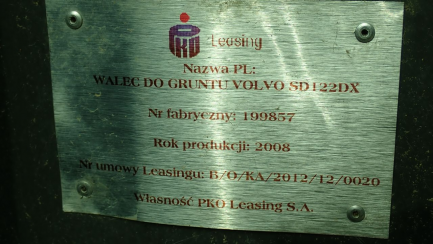 PKO Leasing
Nazwa PL:
WALEC DO GRUNTU VOLVO SD122DX
Nr fabryczny: 199857
Rok produkcji: 2008
Nr umowy Leasingu: B/O/KA/2012/12/0020
Własność PKO Leasing S.A.